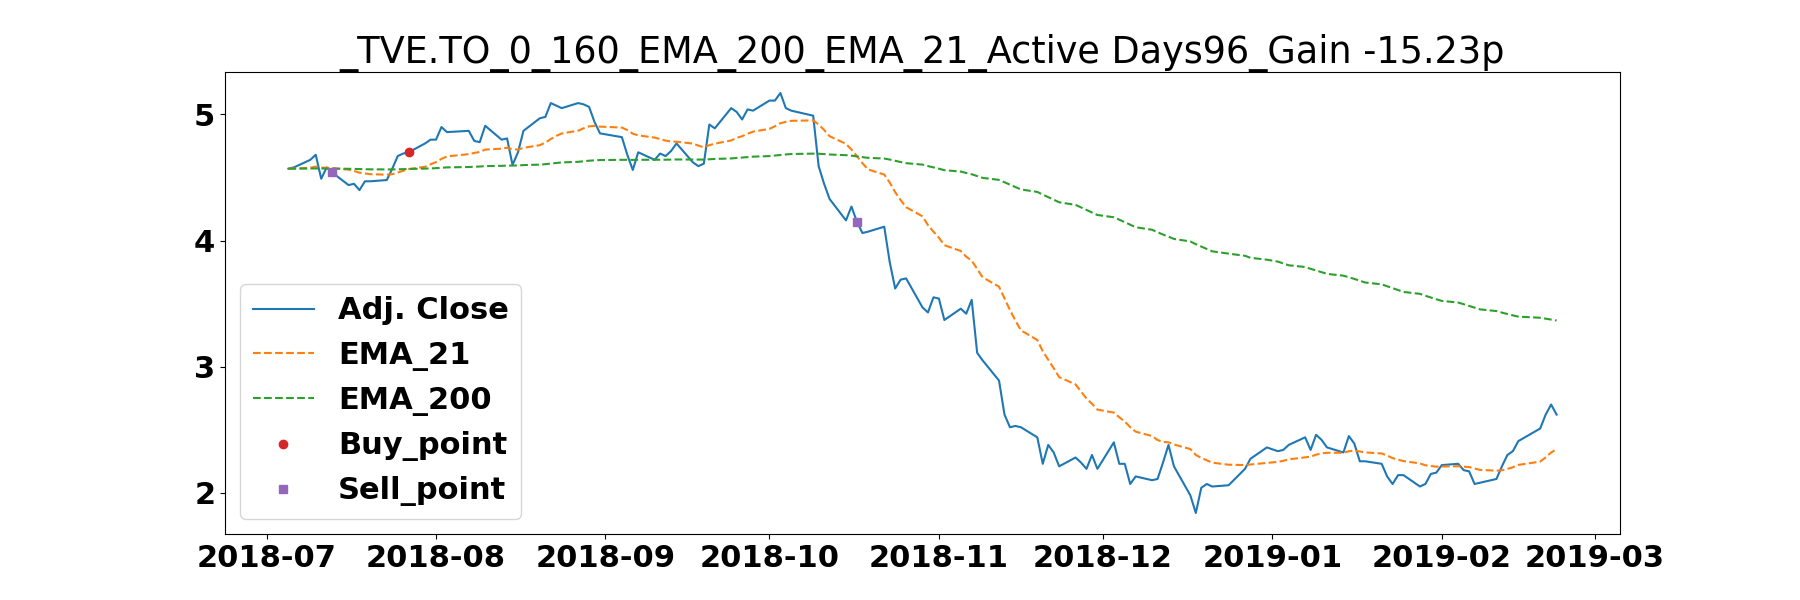 _TVE.TO_0_160_EMA_200_EMA_21_Active Days96_Gain -15.23p
5
4
3
2
Adj. Close
EMA_21
EMA_200
Buy_point
Sell_point
2018-07 2018-08 2018-09 2018-10 2018-11 2018-12 2019-01 2019-02 2019-03